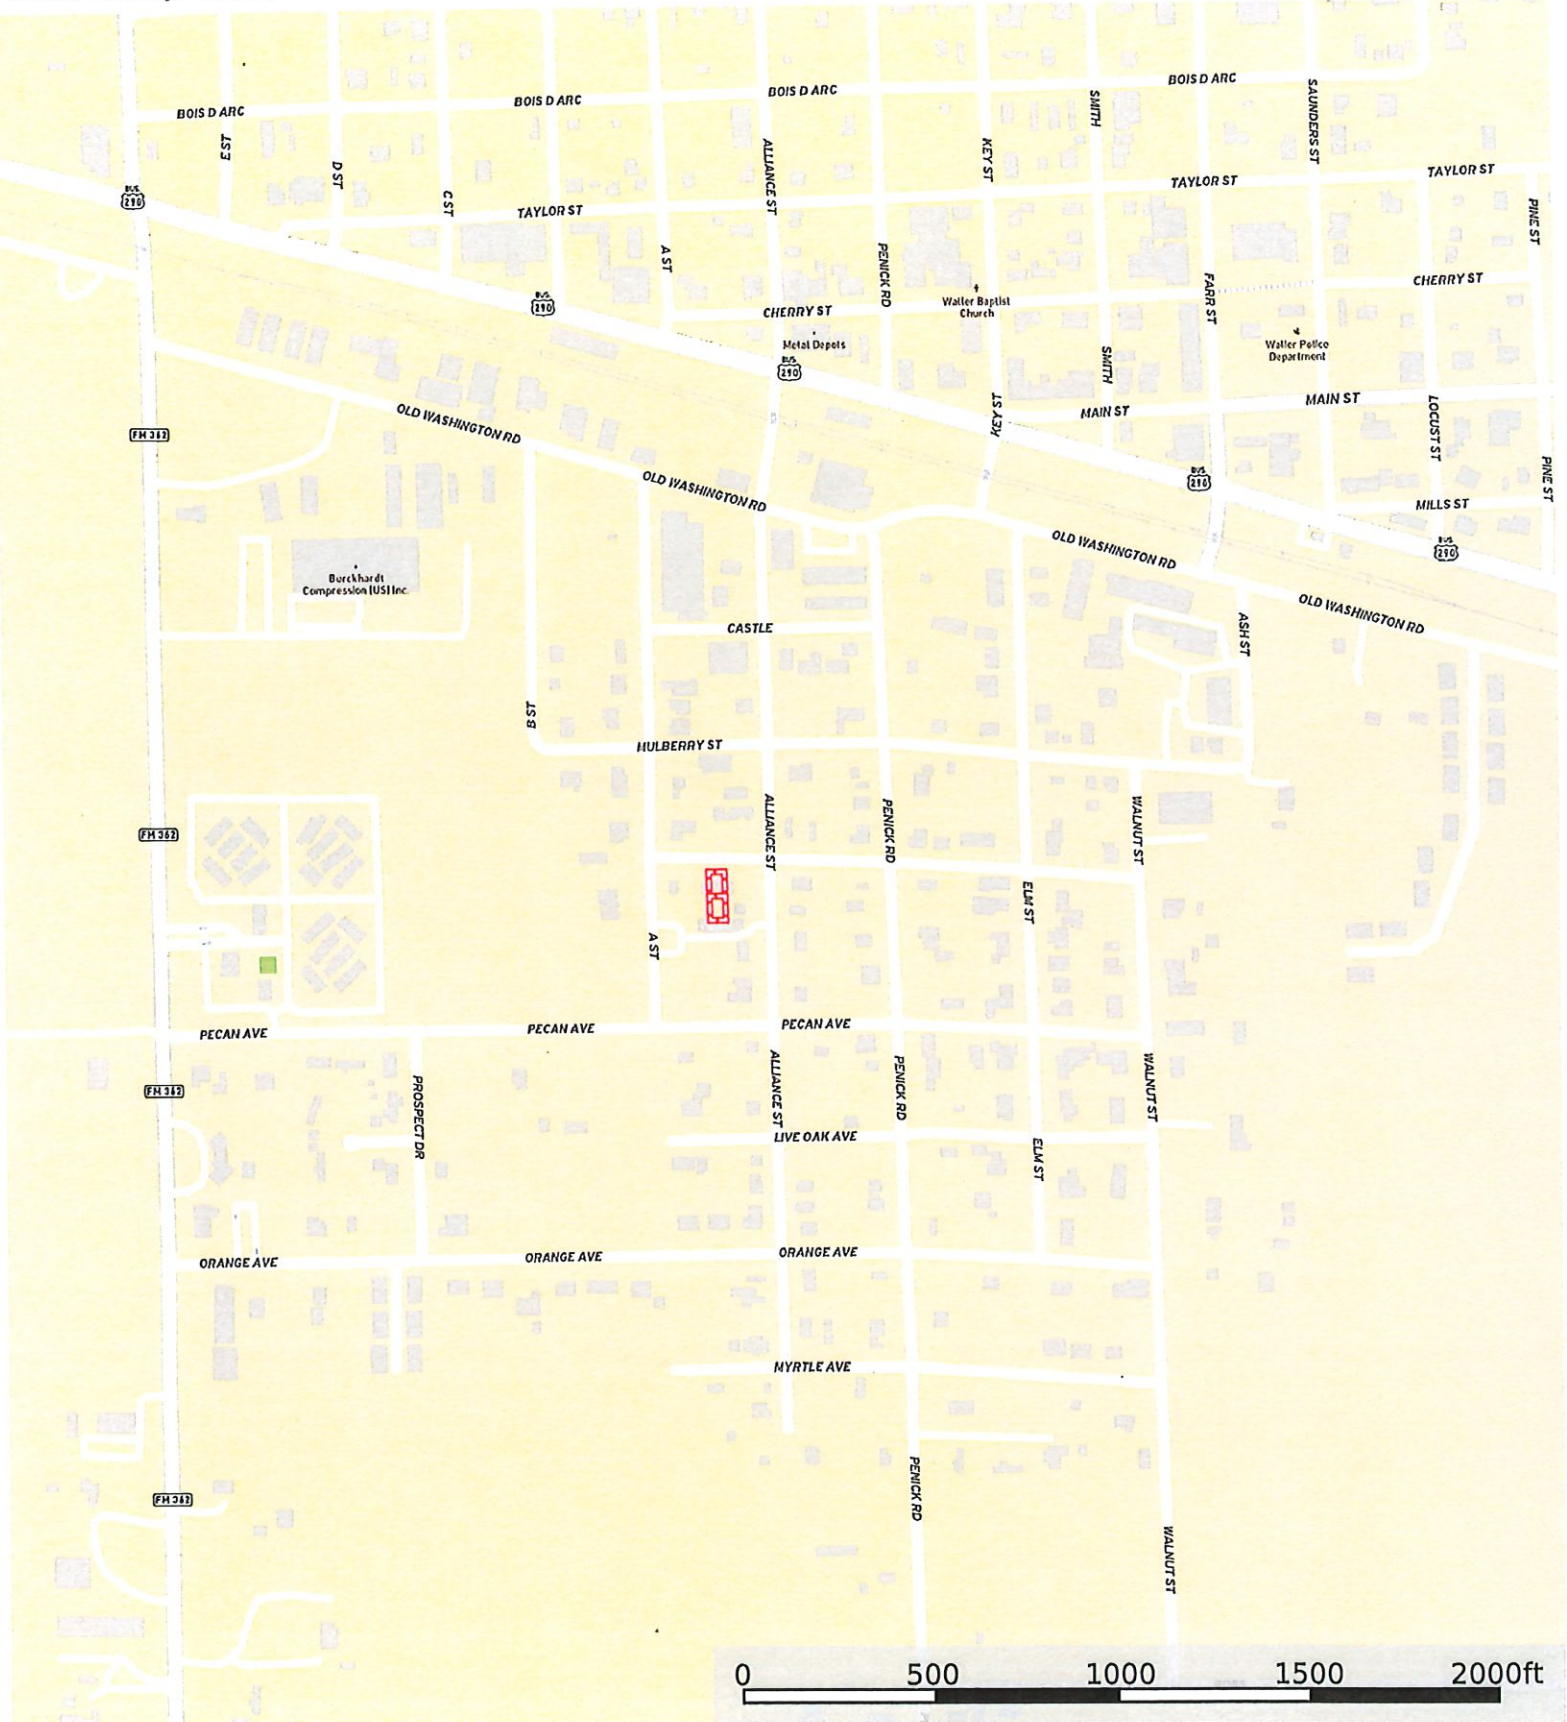 BOIS D ARC
BOIS D ARC
BOIS D ARC
BOIS D ARC
SMITH
SAUNDERS ST
E ST
D ST
ALLIANCE ST
KEY ST
TAYLOR ST
TAYLOR ST
BUS
290
C ST
TAYLOR ST
PINE ST
A ST
PENICK RD
FARR ST
CHERRY ST
Waller Baptist
Church
BUS
290
CHERRY ST
Metal Depots
Waller Police
Department
BUS
290
SMITH
KEY ST
MAIN ST
MAIN ST
LOCUST ST
FM 362
OLD WASHINGTON RD
PINE ST
OLD WASHINGTON RD
BUS
290
MILLS ST
BUS
290
OLD WASHINGTON RD
Burckhardt
Compression (US) Inc.
OLD WASHINGTON RD
CASTLE
ASH ST
B ST
MULBERRY ST
FM 362
ALLIANCE ST
PENICK RD
WALNUT ST
ELM ST
A ST
PECAN AVE
PECAN AVE
PECAN AVE
FM 362
PROSPECT DR
ALLIANCE ST
PENICK RD
WALNUT ST
LIVE OAK AVE
ELM ST
ORANGE AVE
ORANGE AVE
ORANGE AVE
MYRTLE AVE
FM 362
PENICK RD
WALNUT ST
0 500 1000 1500 2000ft